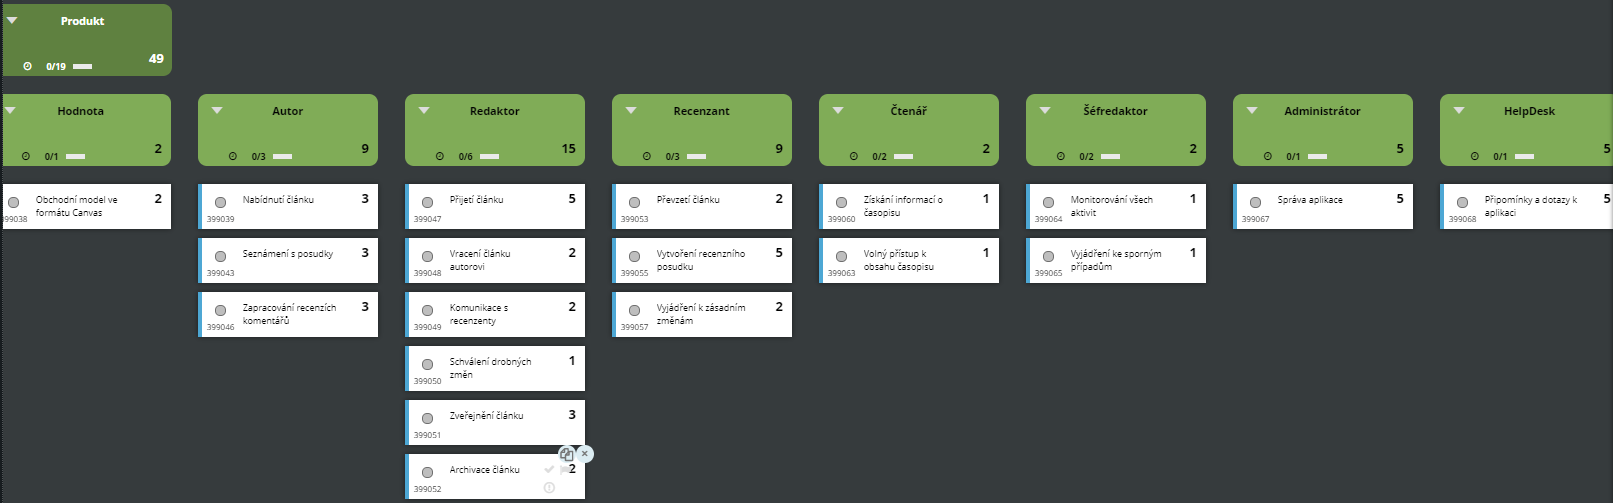 Produkt
49
0/19
Hodnota
2
0/1
Autor
9
0/3
Redaktor
15
0/6
Recenzant
9
0/3
Čtenář
2
0/2
Šéfredaktor
2
0/2
Administrátor
5
0/1
HelpDesk
5
0/1
Obchodní model ve
formátu Canvas
2
399038
Nabídnutí článku
3
399039
Seznámení s posudky
3
399043
Zapracování recenzích
komentářů
3
399046
Přijetí článku
5
399047
Vracení článku
autorovi
2
399048
Komunikace s
recenzenty
2
399049
Schválení drobných
změn
1
399050
Zveřejnění článku
3
399051
Archivace článku
2
399052
Převzetí článku
2
399053
Vytvoření recenzního
posudku
5
399055
Vyjádření k zásadním
změnám
2
399057
Získání informací o
časopisu
1
399060
Volný přístup k
obsahu časopisu
1
399063
Monitorování všech
aktivit
1
399064
Vyjádření ke sporným
případům
1
399065
Správa aplikace
5
399067
Připomínky a dotazy k
aplikaci
5
399068